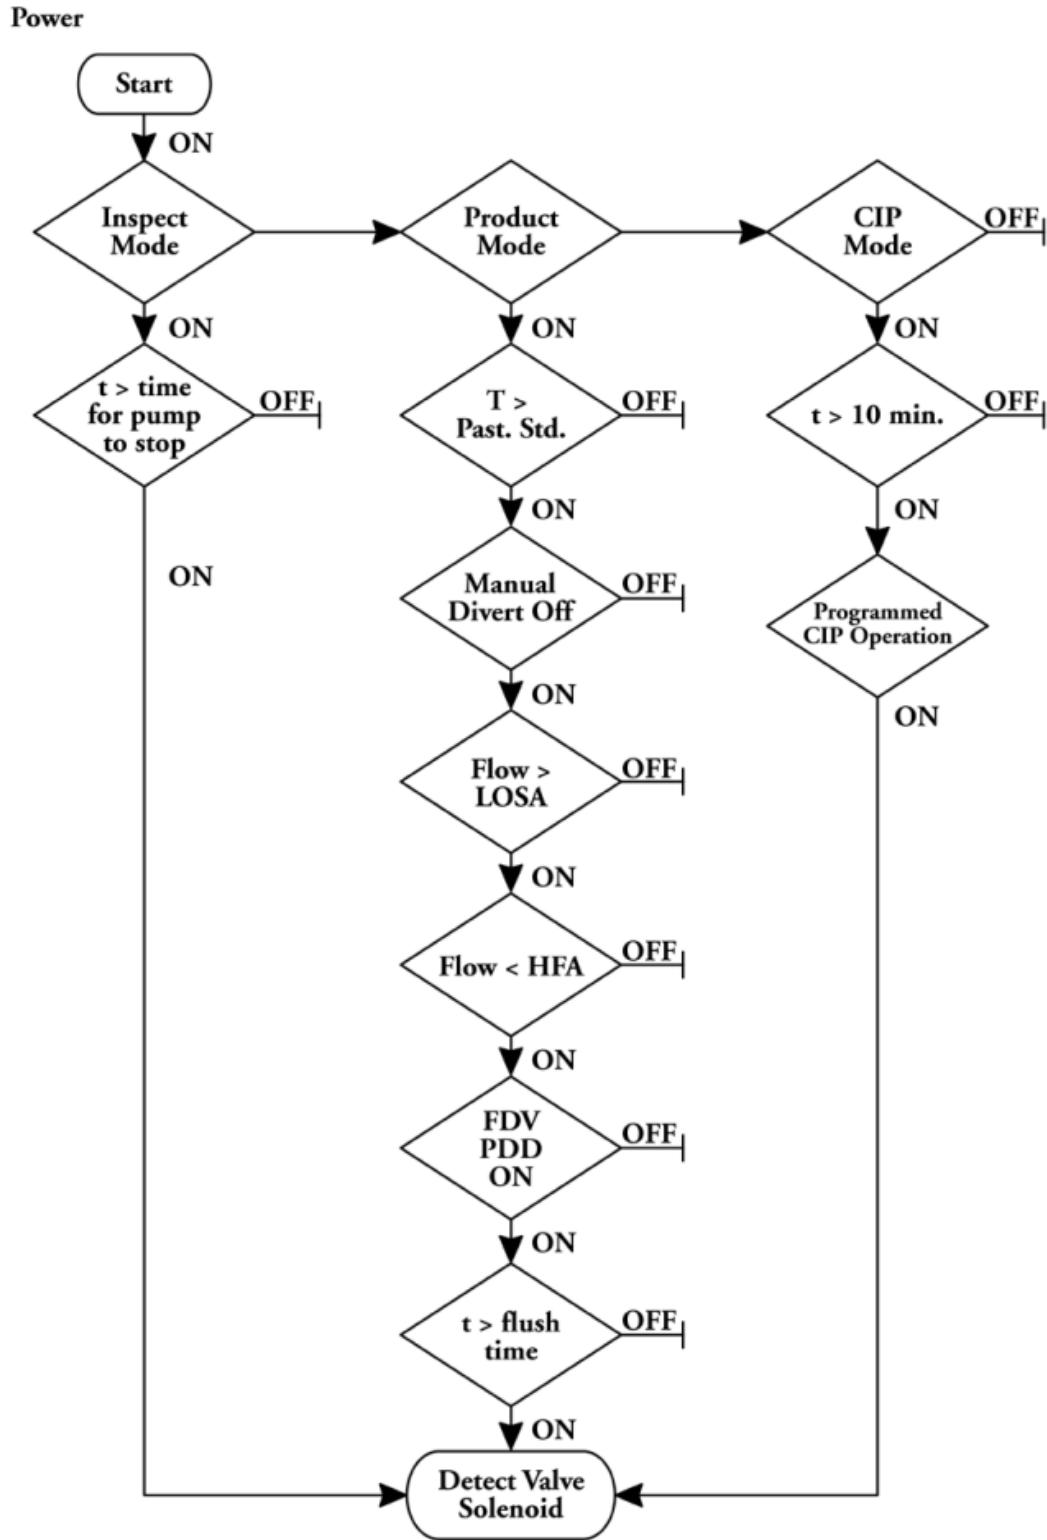 Power
Start
ON
Inspect
Mode
Product
Mode
CIP
Mode
OFF
ON
ON
ON
t > time
for pump
to stop
OFF
T >
Past. Std.
OFF
t > 10 min.
OFF
ON
ON
ON
Manual
Divert Off
OFF
Programmed
CIP Operation
ON
ON
Flow >
LOSA
OFF
ON
Flow < HFA
OFF
ON
FDV
PDD
ON
OFF
ON
t > flush
time
OFF
ON
Detect Valve
Solenoid